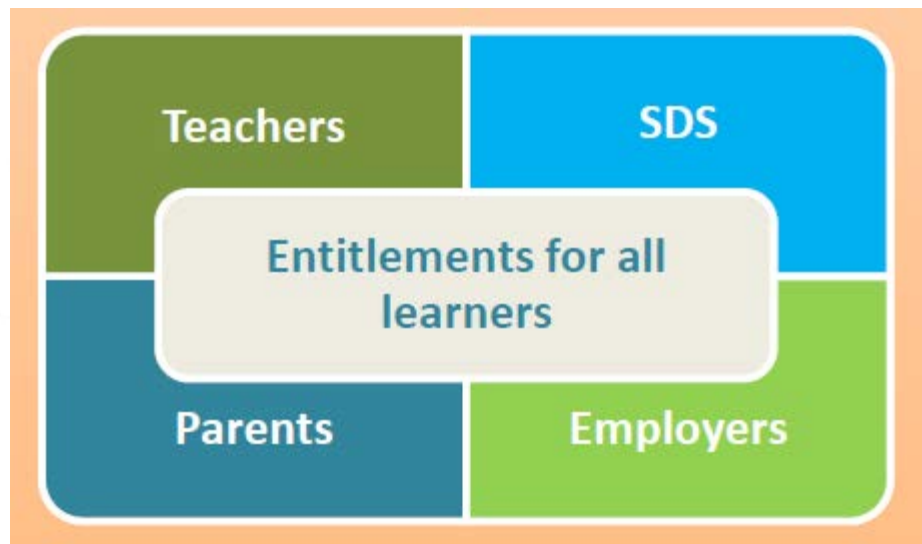 Teachers
SDS
Entitlements for all
learners
Parents
Employers